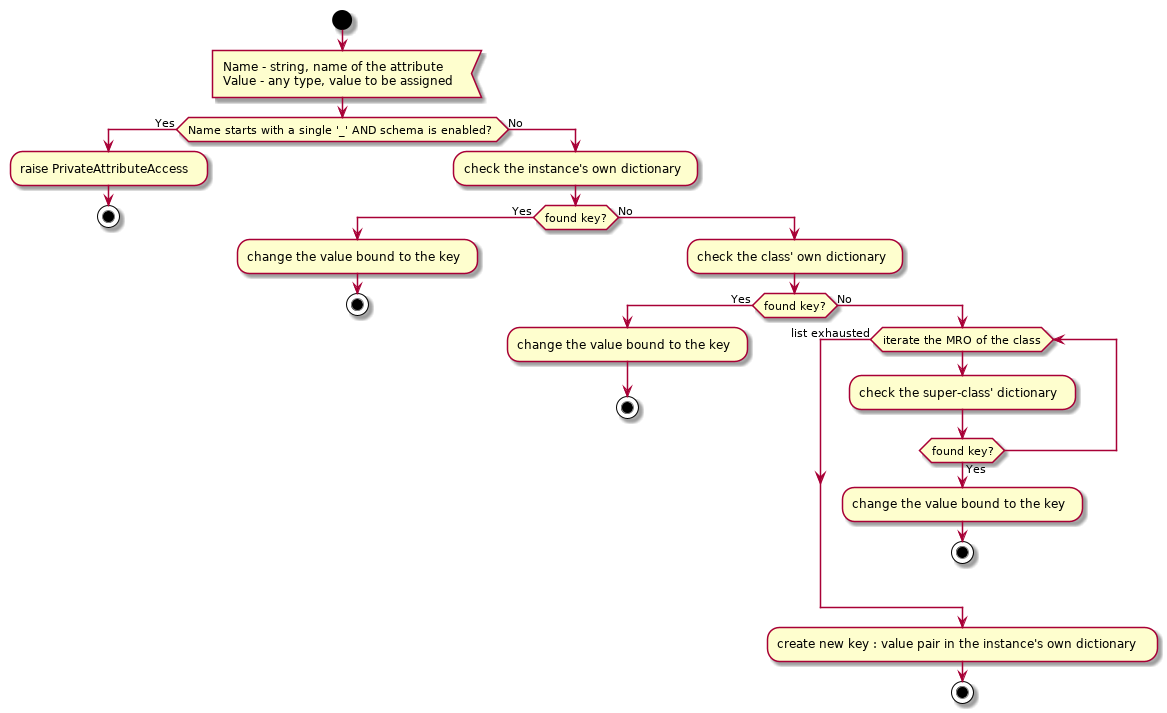 Name - string, name of the attribute
Value - any type, value to be assigned
Yes
Name starts with a single '_' AND schema is enabled?
No
raise PrivateAttributeAccess
check the instance's own dictionary
Yes
found key?
No
change the value bound to the key
check the class' own dictionary
Yes
found key?
No
change the value bound to the key
list exhausted
iterate the MRO of the class
check the super-class' dictionary
found key?
Yes
change the value bound to the key
create new key : value pair in the instance's own dictionary